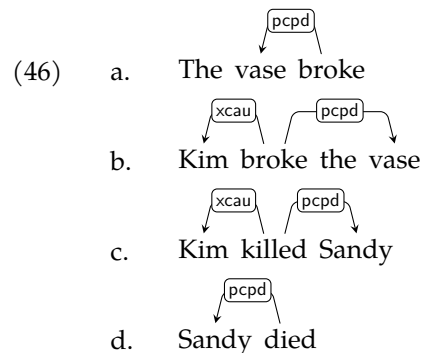 pcpd
(46) a. The vase broke
xcau pcpd
b. Kim broke the vase
xcau pcpd
c. Kim killed Sandy
pcpd
d. Sandy died